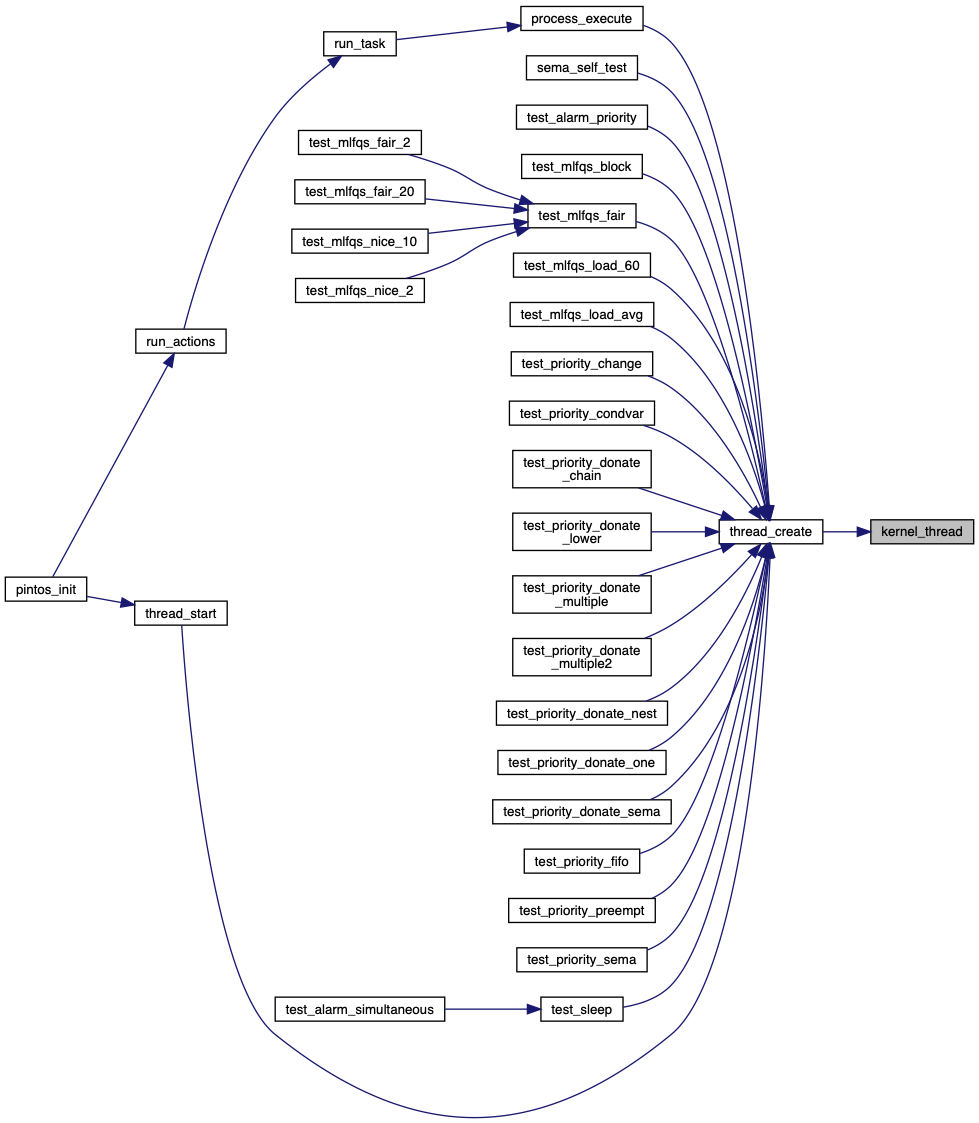 process_execute
run_task
sema_self_test
test_alarm_priority
test_mlfqs_fair_2
test_mlfqs_block
test_mlfqs_fair_20
test_mlfqs_fair
test_mlfqs_nice_10
test_mlfqs_load_60
test_mlfqs_nice_2
test_mlfqs_load_avg
run_actions
test_priority_change
test_priority_condvar
test_priority_donate
_chain
test_priority_donate
_lower
thread_create
kernel_thread
test_priority_donate
_multiple
pintos_init
thread_start
test_priority_donate
_multiple2
test_priority_donate_nest
test_priority_donate_one
test_priority_donate_sema
test_priority_fifo
test_priority_preempt
test_priority_sema
test_alarm_simultaneous
test_sleep